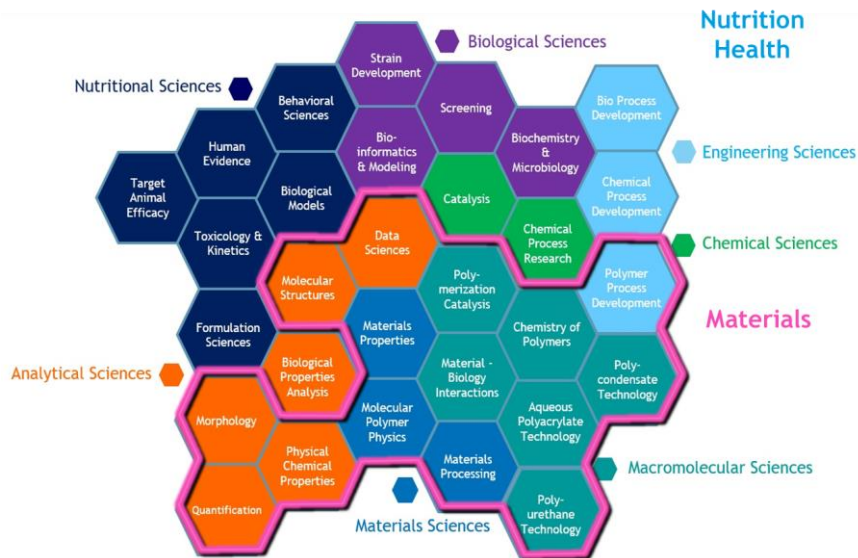 Nutrition
Health
Biological Sciences
Strain
Development
Nutritional Sciences
Behavioral
Sciences
Screening
Bio Process
Development
Human
Evidence
Bio-
informatics
& Modeling
Biochemistry
&
Microbiology
Engineering Sciences
Target
Animal
Efficacy
Biological
Models
Catalysis
Chemical
Process
Development
Toxicology &
Kinetics
Data
Sciences
Chemical
Process
Research
Chemical Sciences
Molecular
Structures
Poly-
merization
Catalysis
Polymer
Process
Development
Materials
Formulation
Sciences
Materials
Properties
Chemistry of
Polymers
Analytical Sciences
Biological
Properties
Analysis
Material -
Biology
Interactions
Poly-
condensate
Technology
Morphology
Molecular
Polymer
Physics
Aqueous
Polyacrylate
Technology
Physical
Chemical
Properties
Materials
Processing
Macromolecular Sciences
Quantification
Poly-
urethane
Technology
Materials Sciences